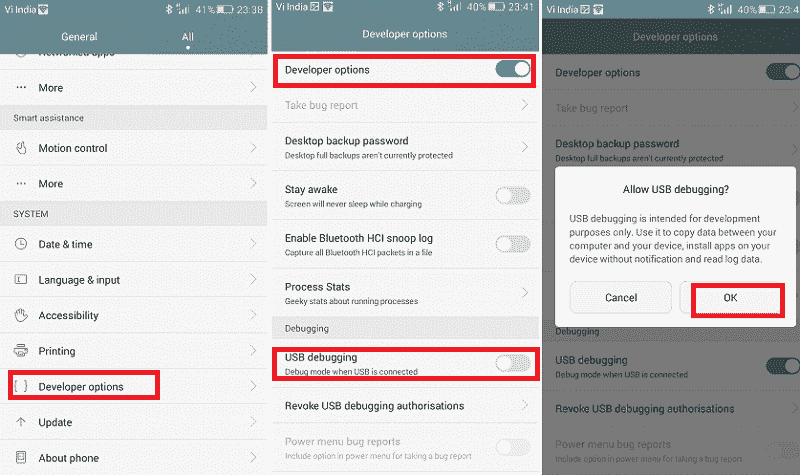 Vi India 41% 23:38
General All
Networked apps
More
Smart assistance
Motion control
More
SYSTEM
Date & time
Language & input
Accessibility
Printing
Developer options
Update
About phone
Vi India 40% 23:41
Developer options
Developer options
Take bug report
Desktop backup password
Desktop full backups aren't currently protected
Stay awake
Screen will never sleep while charging
Enable Bluetooth HCI snoop log
Capture all Bluetooth HCI packets in a file
Process Stats
Geeky stats about running processes
Debugging
USB debugging
Debug mode when USB is connected
Revoke USB debugging authorisations
Power menu bug reports
Include option in power menu for taking a bug report
Vi India 40% 23:4
Developer options
Developer options
Take bug report
Desktop backup password
Desktop full backups aren't currently protected
Allow USB debugging?
USB debugging is intended for development
purposes only. Use it to copy data between your
computer and your device, install apps on your
device without notification and read log data.
Cancel OK
Debugging
USB debugging
Debug mode when USB is connected
Revoke USB debugging authorisations
Power menu bug reports
Include option in power menu for taking a bug report